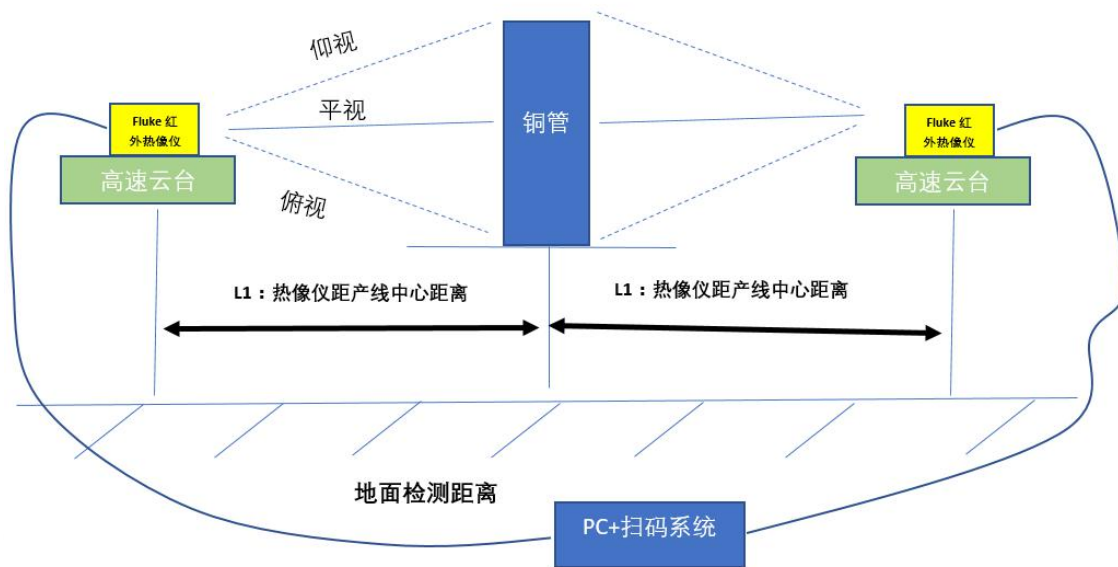 仰视
平视
俯视
Fluke 红
外热像仪
高速云台
铜管
Fluke 红
外热像仪
高速云台
L1：热像仪距产线中心距离
L1：热像仪距产线中心距离
地面检测距离
PC+扫码系统